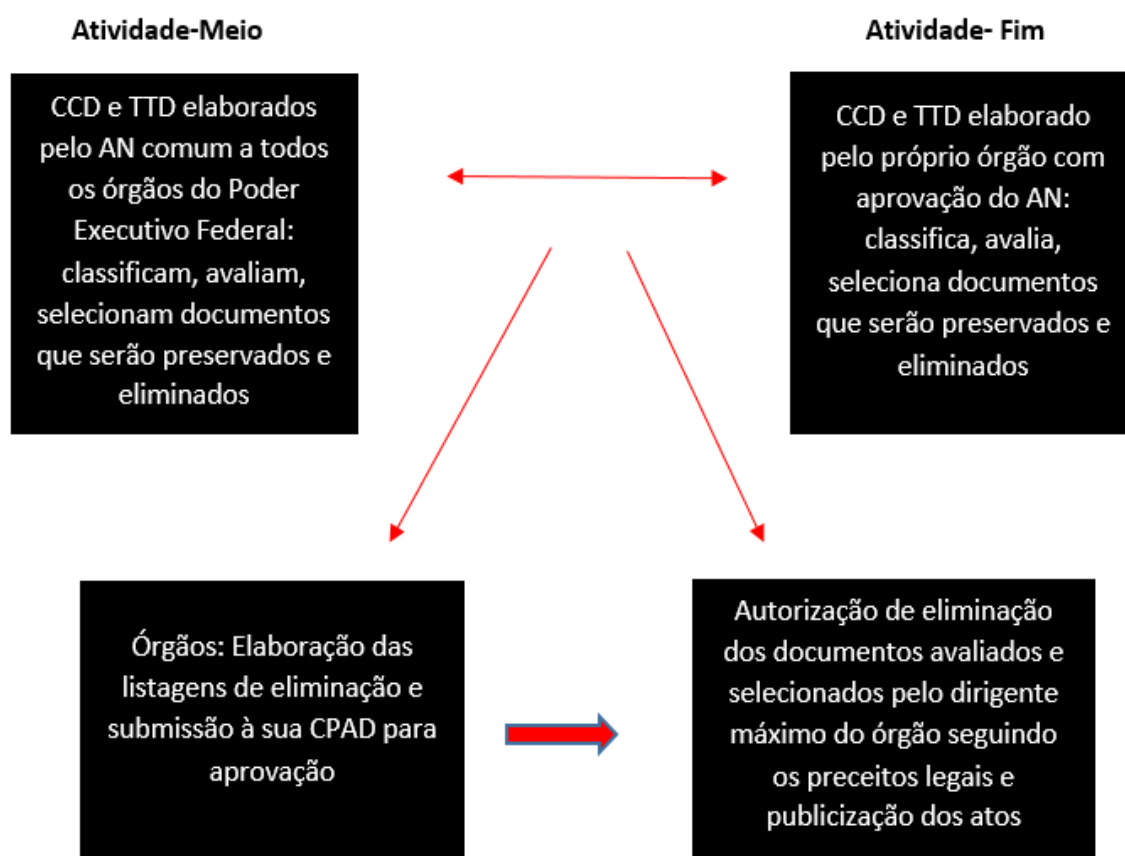 Atividade-Meio
CCD e TTD elaborados
pelo AN comum a todos
os órgãos do Poder
Executivo Federal:
classificam, avaliam,
selecionam documentos
que serão preservados e
eliminados
Atividade- Fim
CCD e TTD elaborado
pelo próprio órgão com
aprovação do AN:
classifica, avalia,
seleciona documentos
que serão preservados e
eliminados
Órgãos: Elaboração das
listagens de eliminação e
submissão à sua CPAD para
aprovação
Autorização de eliminação
dos documentos avaliados e
selecionados pelo dirigente
máximo do órgão seguindo
os preceitos legais e
publicização dos atos